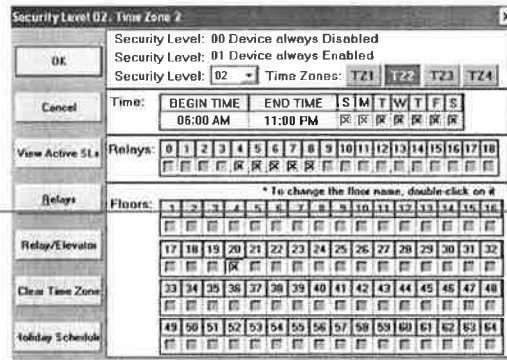 Security Level 02, Time Zone 2
Security Level: 00 Device always Disabled
Security Level: 01 Device always Enabled
Security Level: 02 Time Zones: TZ1 TZ2 TZ3 TZ4
OK
Cancel
View Active SLs
Relays
Relay/Elevator
Clear Time Zone
Holiday Schedule
Time: BEGIN TIME END TIME S M T W T F S
06:00 AM 11:00 PM
Relays: 0 1 2 3 4 5 6 7 8 9 10 11 12 13 14 15 16 17 18
* To change the floor name, double-click on it
Floors: 1 2 3 4 5 6 7 8 9 10 11 12 13 14 15 16
17 18 19 20 21 22 23 24 25 26 27 28 29 30 31 32
33 34 35 36 37 38 39 40 41 42 43 44 45 46 47 48
49 50 51 52 53 54 55 56 57 58 59 60 61 62 63 64